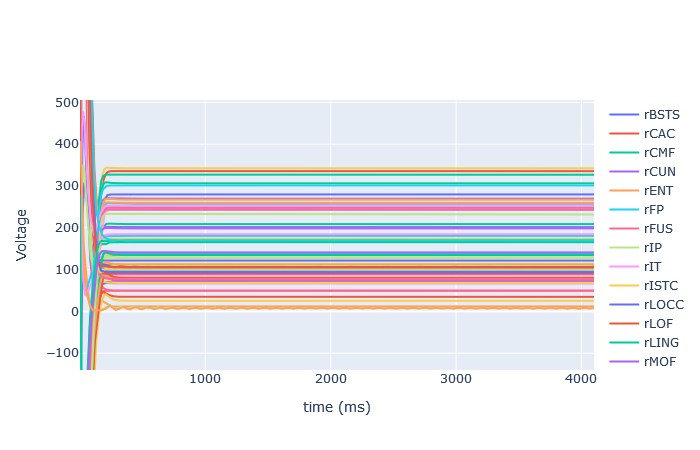 500
400
300
200
100
0
−100
Voltage
1000
2000
3000
4000
time (ms)
rBSTS
rCAC
rCMF
rCUN
rENT
rFP
rFUS
rIP
rIT
rISTC
rLOCC
rLOF
rLING
rMOF